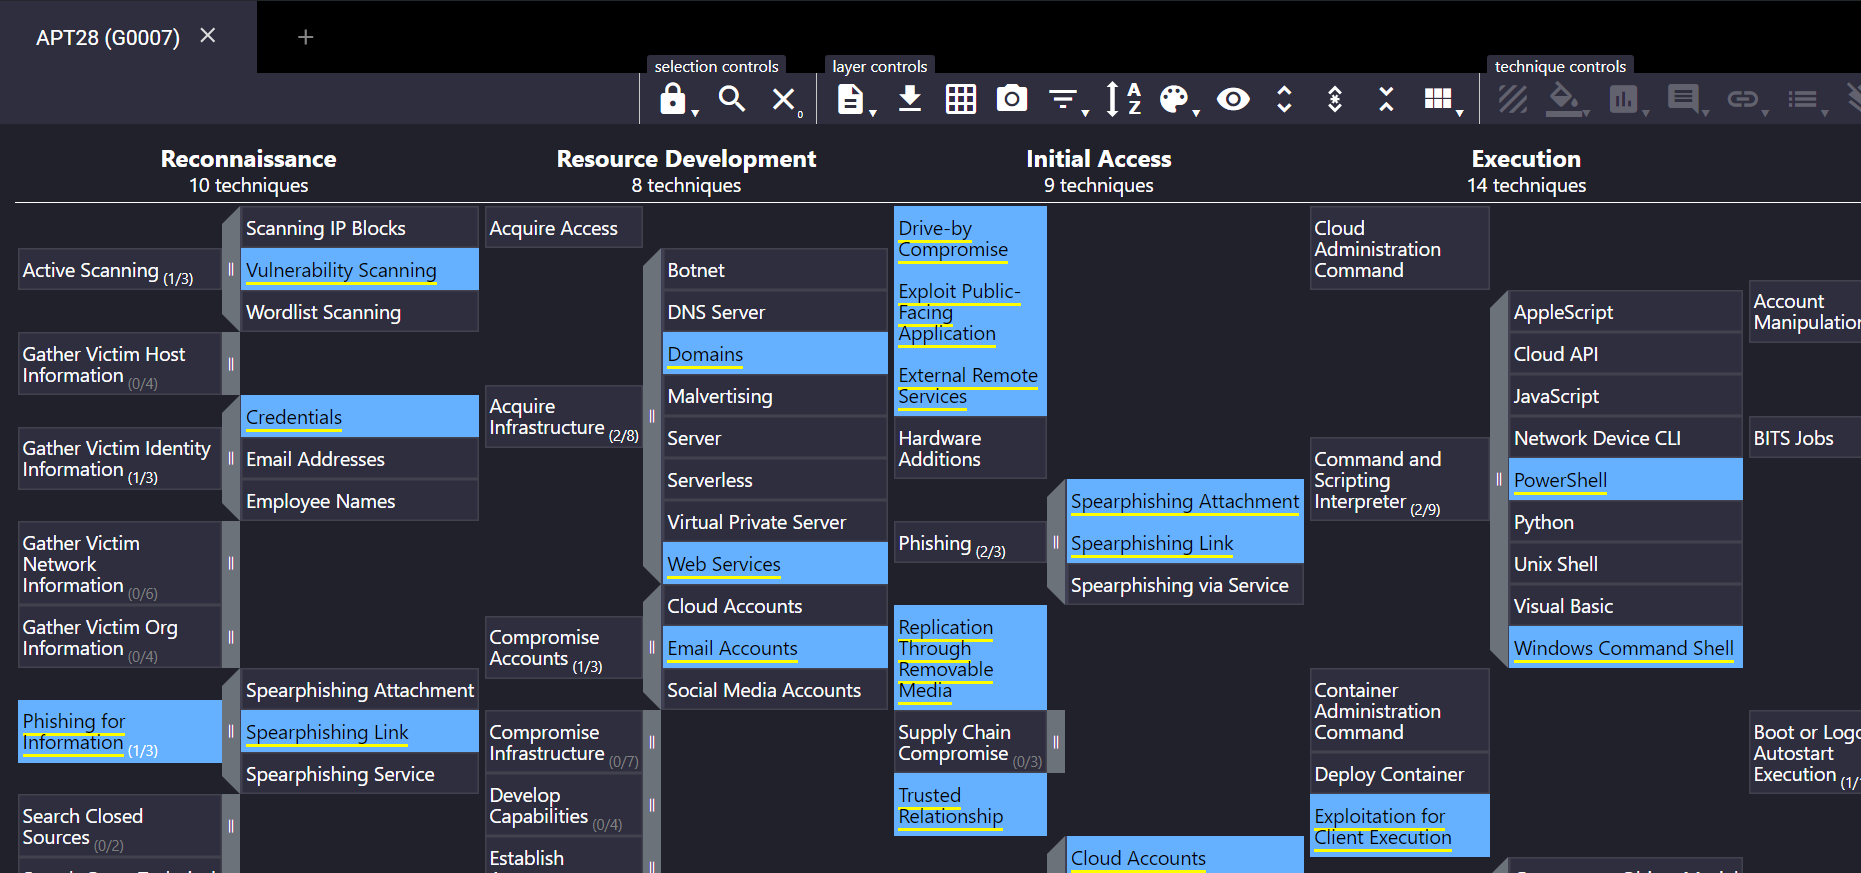 APT28 (G0007)
selection controls
layer controls
technique controls
0
A
Z
Reconnaissance
10 techniques
Active Scanning (1/3)
Scanning IP Blocks
Vulnerability Scanning
Wordlist Scanning
Gather Victim Host
Information (0/4)
Gather Victim Identity
Information (1/3)
Credentials
Email Addresses
Employee Names
Gather Victim
Network
Information (0/6)
Gather Victim Org
Information (0/4)
Phishing for
Information (1/3)
Spearphishing Attachment
Spearphishing Link
Spearphishing Service
Search Closed
Sources (0/2)
Resource Development
8 techniques
Acquire Access
Acquire
Infrastructure (2/8)
Botnet
DNS Server
Domains
Malvertising
Server
Serverless
Virtual Private Server
Web Services
Compromise
Accounts (1/3)
Cloud Accounts
Email Accounts
Social Media Accounts
Compromise
Infrastructure (0/7)
Develop
Capabilities (0/4)
Establish
Initial Access
9 techniques
Drive-by
Compromise
Exploit Public-
Facing
Application
External Remote
Services
Hardware
Additions
Phishing (2/3)
Spearphishing Attachment
Spearphishing Link
Spearphishing via Service
Replication
Through
Removable
Media
Supply Chain
Compromise (0/3)
Trusted
Relationship
Cloud Accounts
Execution
14 techniques
Cloud
Administration
Command
Command and
Scripting
Interpreter (2/9)
AppleScript
Cloud API
JavaScript
Network Device CLI
PowerShell
Python
Unix Shell
Visual Basic
Windows Command Shell
Container
Administration
Command
Deploy Container
Exploitation for
Client Execution
Account
Manipulation
BITS Jobs
Boot or Logo
Autostart
Execution (1/